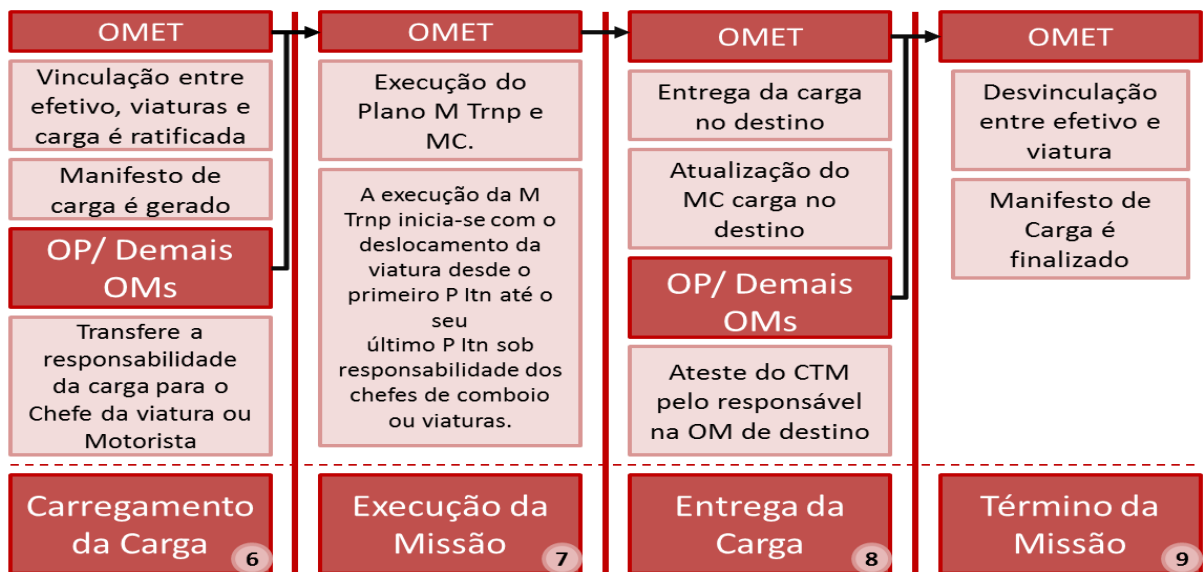 OMET
Vinculação entre
efetivo, viaturas e
carga é ratificada
Manifesto de
carga é gerado
OP/ Demais
OMs
Transfere a
responsabilidade
da carga para o
Chefe da viatura ou
Motorista
Carregamento
da Carga
6
OMET
Execução do
Plano M Trnp e
MC.
A execução da M
Trnp inicia-se com o
deslocamento da
viatura desde o
primeiro P Itn até o
seu
último P Itn sob
responsabilidade dos
chefes de comboio
ou viaturas.
Execução da
Missão
7
OMET
Entrega da carga
no destino
Atualização do
MC carga no
destino
OP/ Demais
OMs
Ateste do CTM
pelo responsável
na OM de destino
Entrega da
Carga
8
OMET
Desvinculação
entre efetivo e
viatura
Manifesto de
Carga é
finalizado
Término da
Missão
9